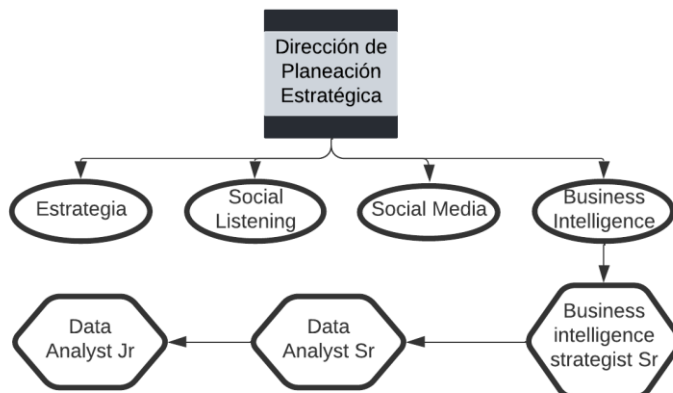 Dirección de
Planeación
Estratégica
Estrategia
Social
Listening
Social Media
Business
Intelligence
Data
Analyst Jr
Data
Analyst Sr
Business
intelligence
strategist Sr